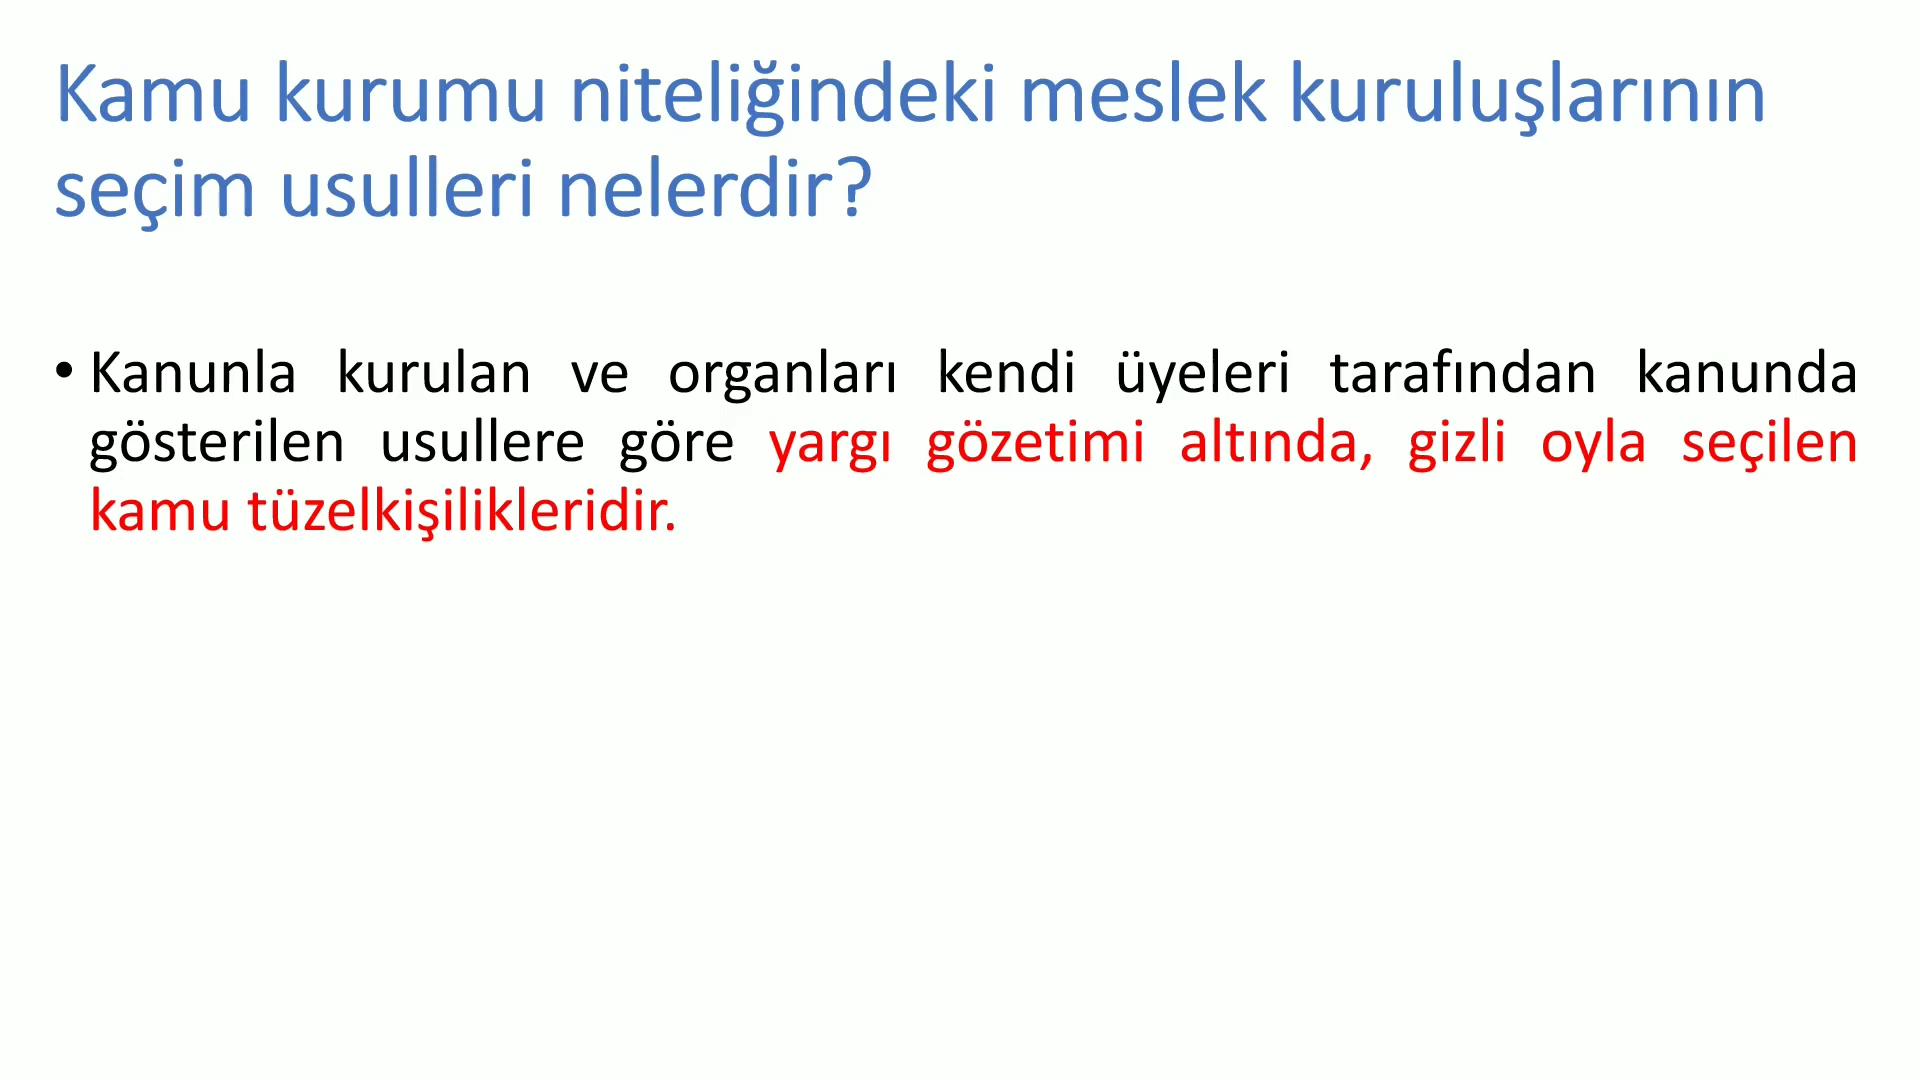 Kamu kurumu niteliğindeki meslek kuruluşlarının
seçim usulleri nelerdir?
• Kanunla kurulan ve organları kendi üyeleri tarafından kanunda
gösterilen usullere göre yargı gözetimi altında, gizli oyla seçilen
kamu tüzelkişilikleridir.